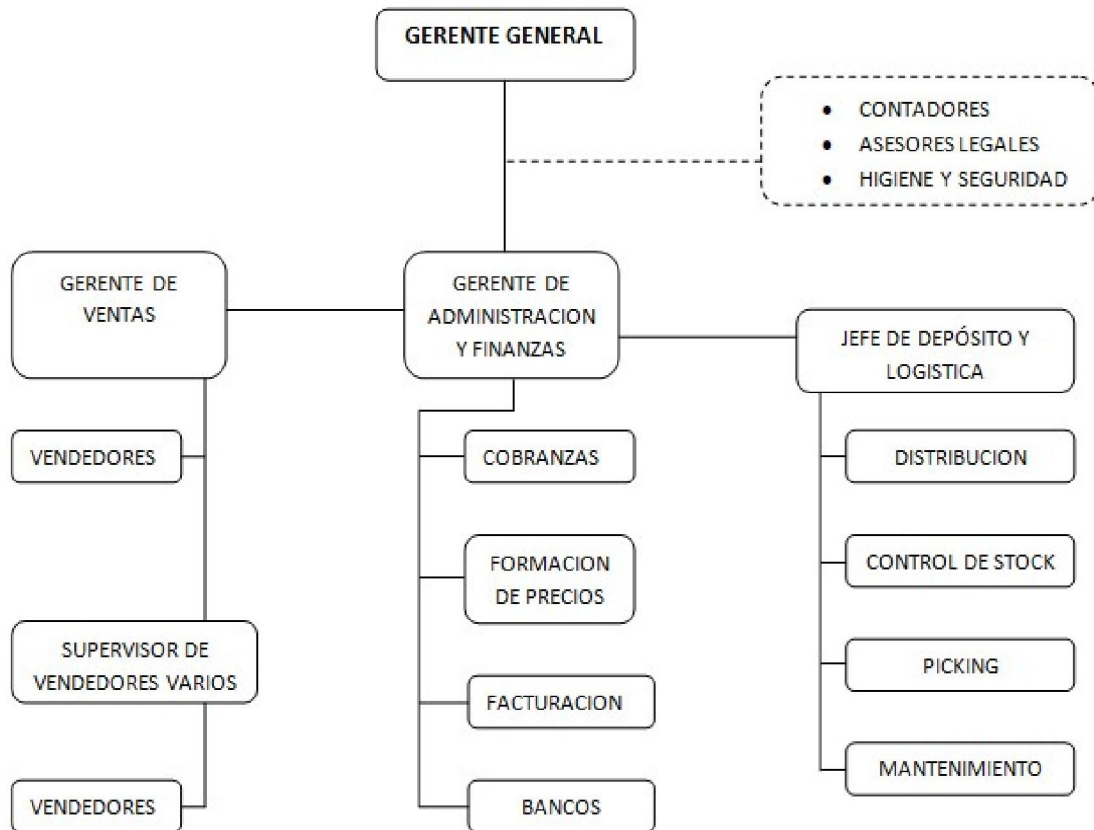 GERENTE GENERAL
• CONTADORES
• ASESORES LEGALES
• HIGIENE Y SEGURIDAD
GERENTE DE
VENTAS
GERENTE DE
ADMINISTRACION
Y FINANZAS
JEFE DE DEPÓSITO Y
LOGISTICA
VENDEDORES
SUPERVISOR DE
VENDEDORES VARIOS
VENDEDORES
COBRANZAS
FORMACION
DE PRECIOS
FACTURACION
BANCOS
DISTRIBUCION
CONTROL DE STOCK
PICKING
MANTENIMIENTO